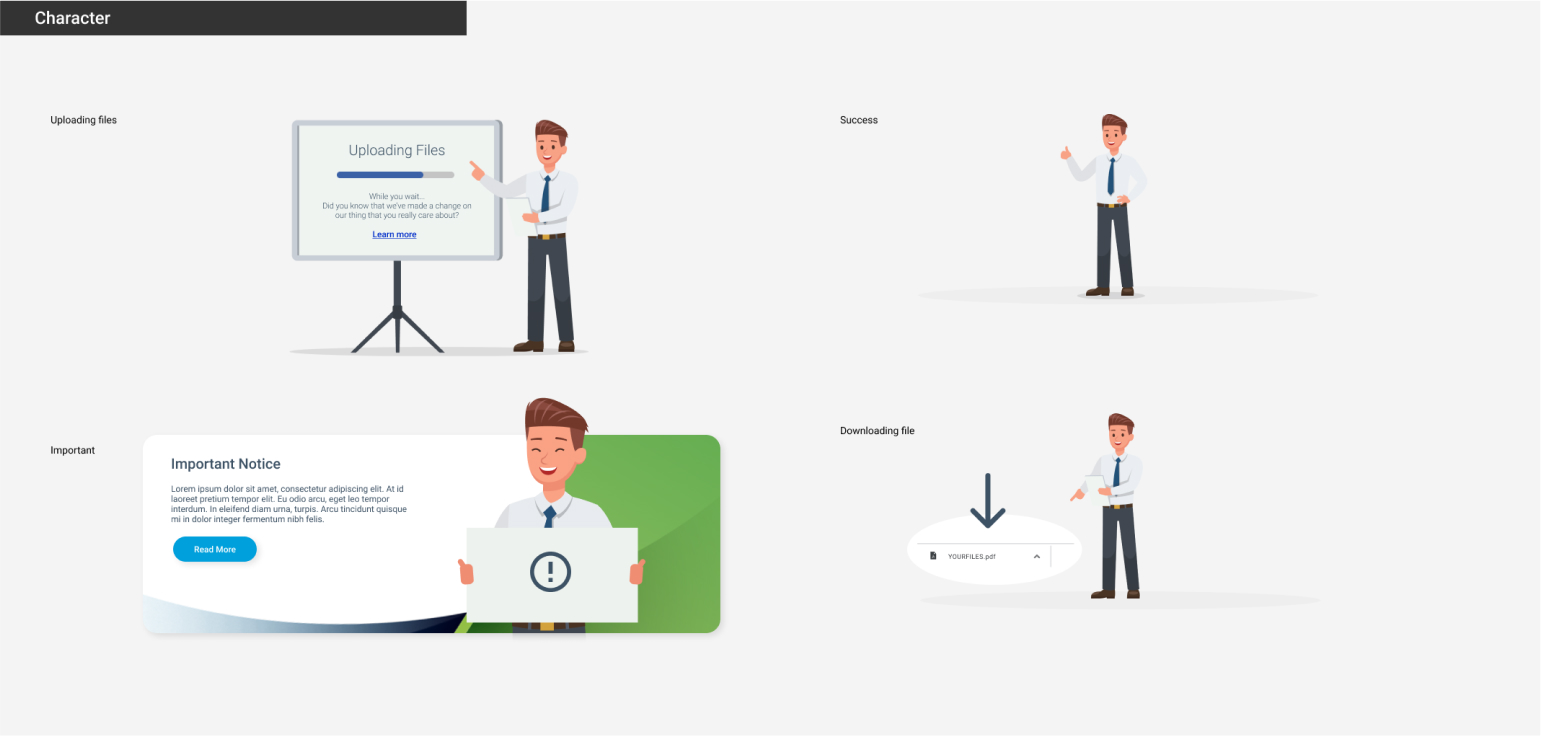 Character
Uploading files
Uploading Files
While you wait...
Did you know that we've made a change on
our thing that you really care about?
Learn more
Success
Important
Important Notice
Lorem ipsum dolor sit amet, consectetur adipiscing elit. At id
laoreet pretium tempor elit. Eu odio arcu, eget leo tempor
interdum. In eleifend diam urna, turpis. Arcu tincidunt quisque
mi in dolor integer fermentum nibh felis.
Read More
Downloading file
YOURFILES.pdf